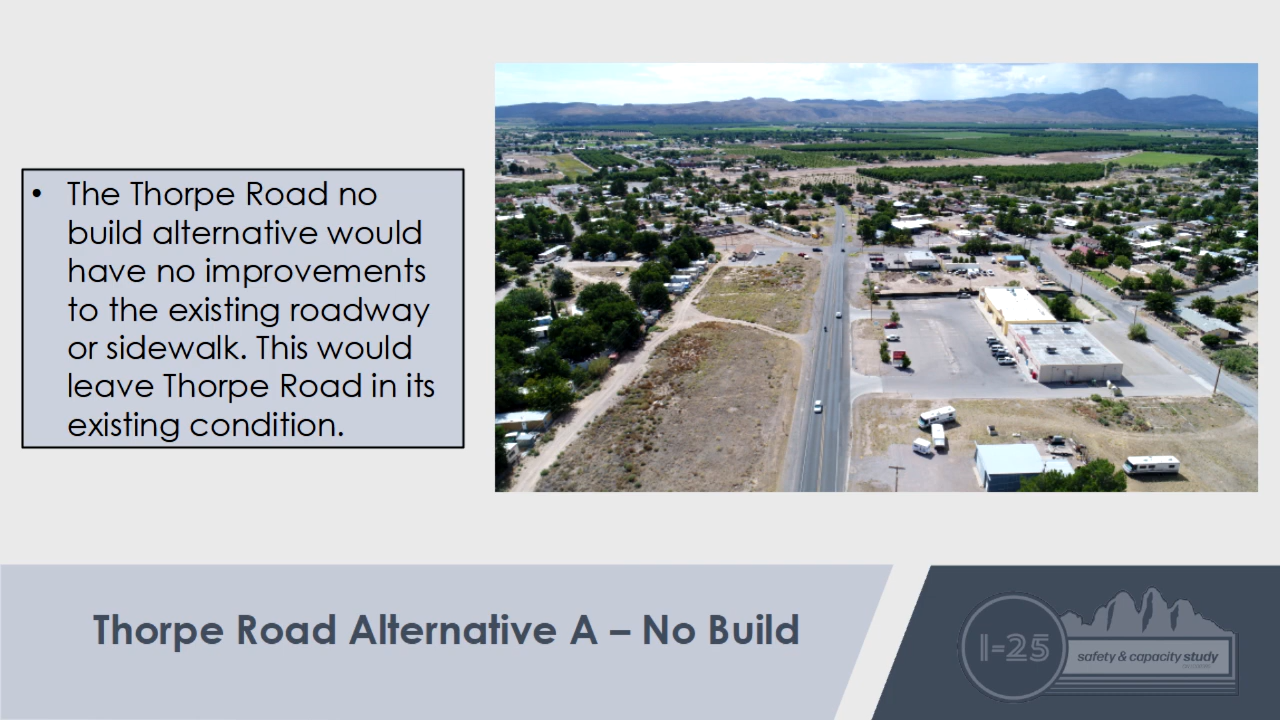 • The Thorpe Road no
build alternative would
have no improvements
to the existing roadway
or sidewalk. This would
leave Thorpe Road in its
existing condition.
Thorpe Road Alternative A – No Build
I-25
safety & capacity study